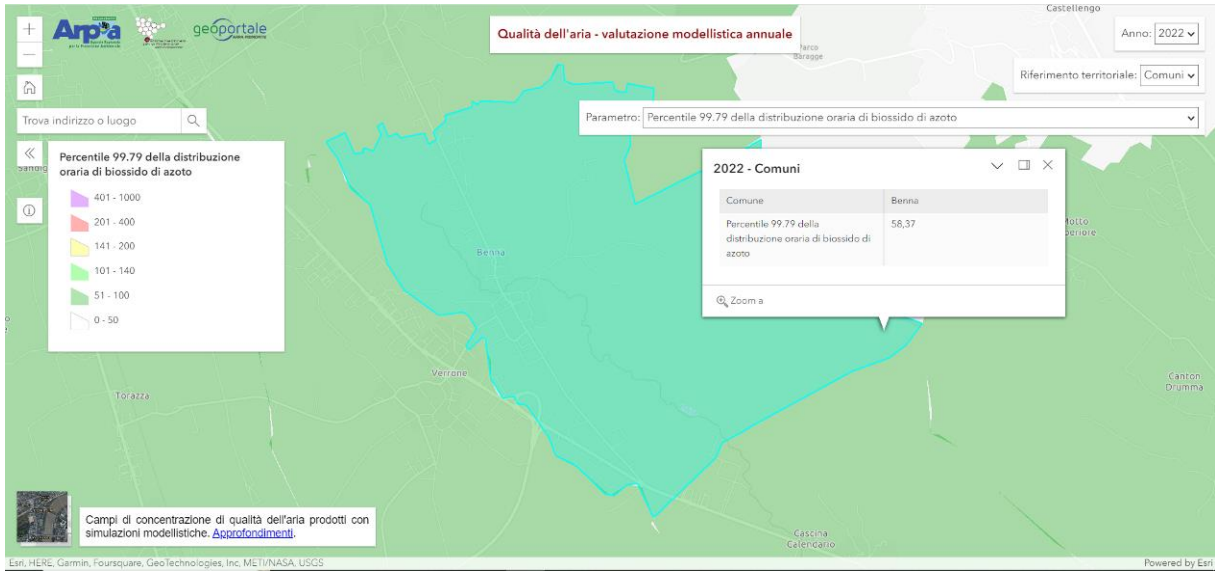 Castellengo
Arpa
geoportale
Qualità dell'aria - valutazione modellistica annuale
Anno: 2022
Parco
Baragge
Riferimento territoriale: Comuni
Trova indirizzo o luogo
Parametro: Percentile 99.79 della distribuzione oraria di biossido di azoto
Percentile 99.79 della distribuzione
oraria di biossido di azoto
401 - 1000
201 - 400
141 - 200
101 - 140
51 - 100
0 - 50
2022 - Comuni
Comune Benna
Percentile 99.79 della 58,37
distribuzione oraria di biossido di
azoto
Zoom a
Benna
Verrone
Torazza
Canton
Drumma
Campi di concentrazione di qualità dell'aria prodotti con
simulazioni modellistiche. Approfondimenti.
Cascina
Calendario
Esri, HERE, Garmin, Foursquare, GeoTechnologies, Inc, METI/NASA, USGS
Powered by Esri